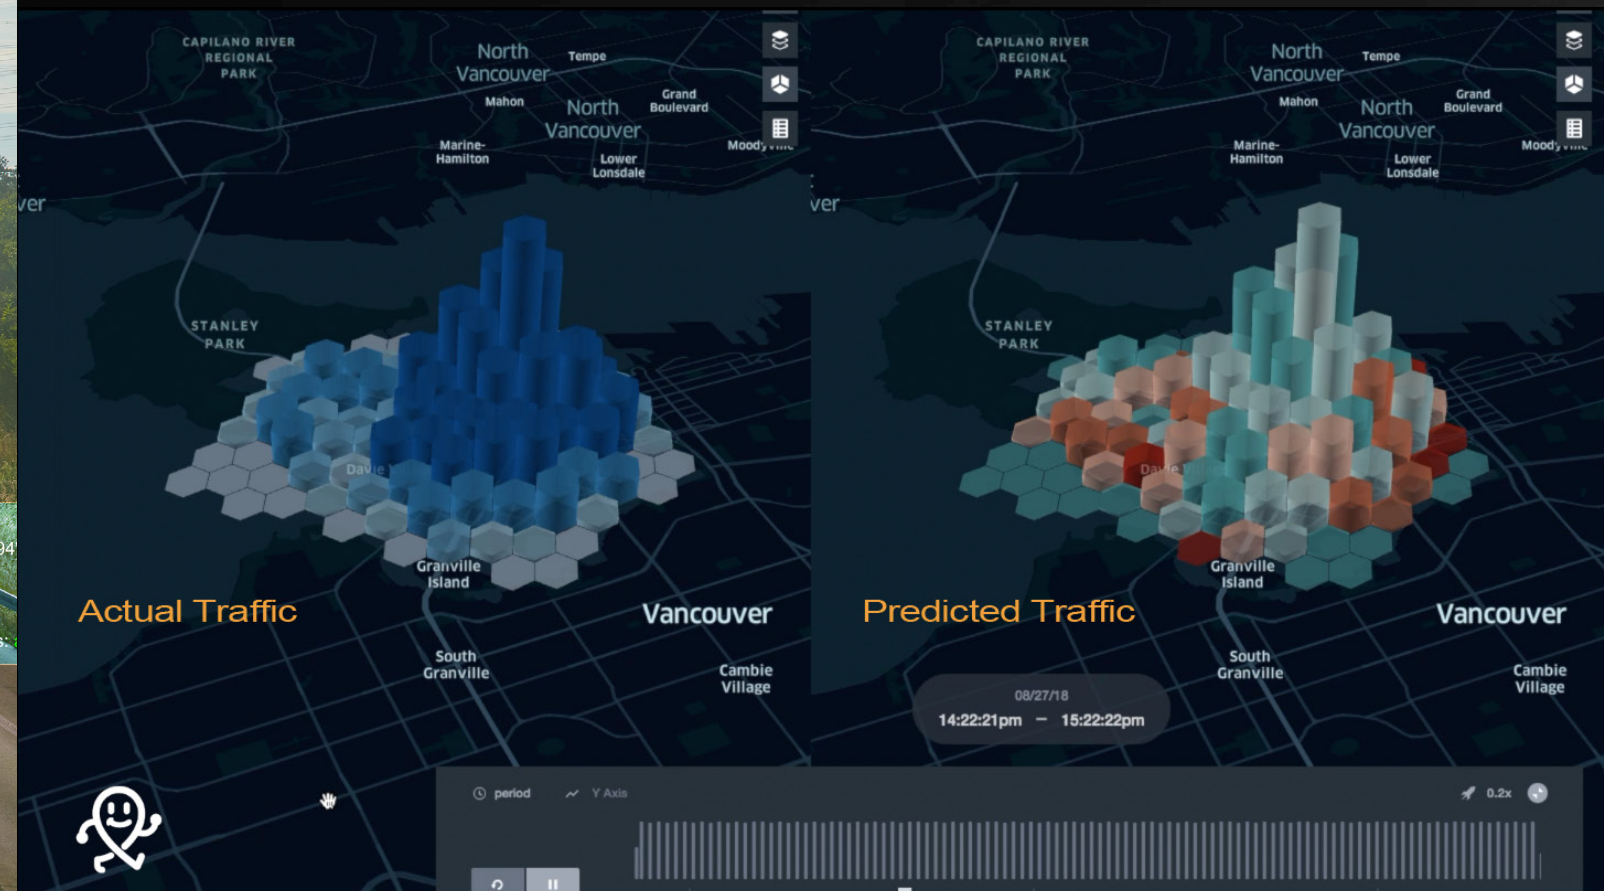 CAPILANO RIVER
REGIONAL
PARK
North
Vancouver
Tempe
Mahon
North
Vancouver
Grand
Boulevard
Marine-
Hamilton
Lower
Lonsdale
ver
STANLEY
PARK
Granville
Island
Actual Traffic
Vancouver
South
Granville
Cambie
Village
CAPILANO RIVER
REGIONAL
PARK
North
Vancouver
Tempe
Mahon
North
Vancouver
Grand
Boulevard
Marine-
Hamilton
Lower
Lonsdale
ver
STANLEY
PARK
Davie
Granville
Island
Predicted Traffic
Vancouver
South
Granville
Cambie
Village
08/27/18
14:22:21pm – 15:22:22pm
period
Y Axis
0.2x